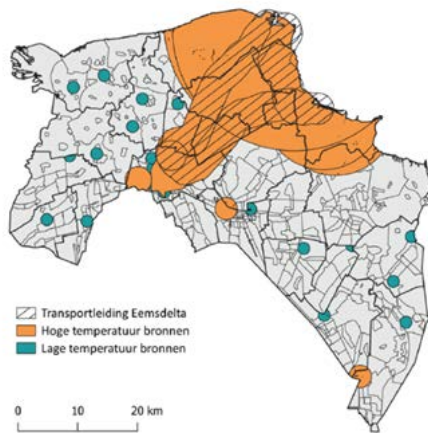 Transportleiding Eemsdelta
Hoge temperatuur bronnen
Lage temperatuur bronnen
0 10 20 km